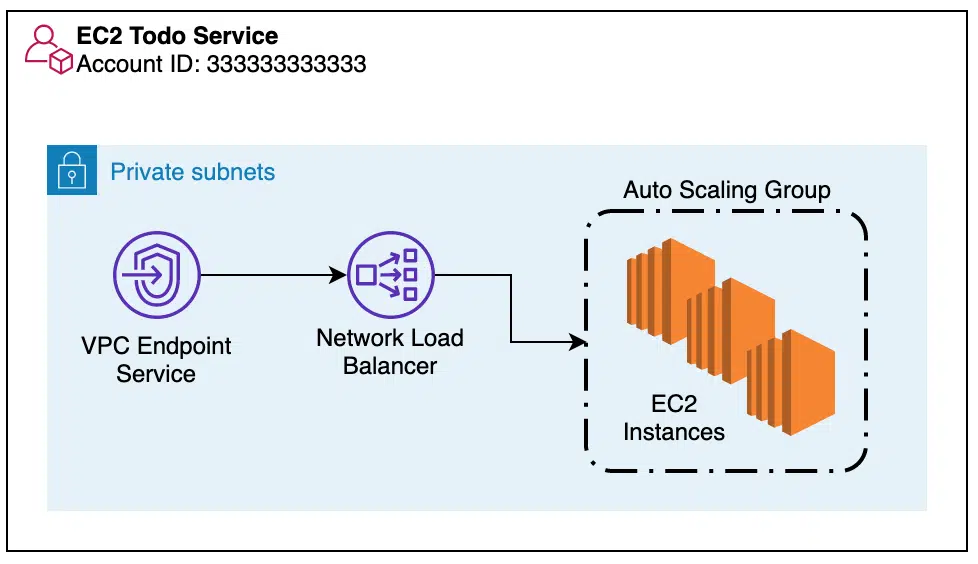 EC2 Todo Service
Account ID: 333333333333
Private subnets
Auto Scaling Group
VPC Endpoint
Service
Network Load
Balancer
EC2
Instances